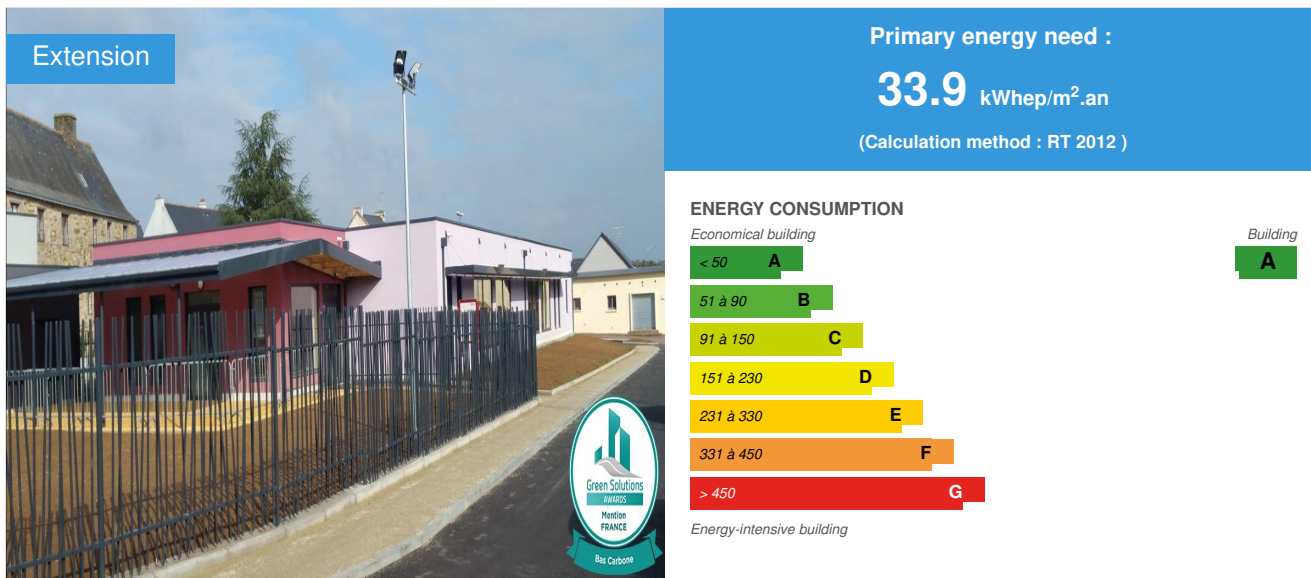 Extension
Green Solutions
AWARDS
Mention
FRANCE
Bas Carbone
Primary energy need :
33.9 kWhep/m².an
(Calculation method : RT 2012 )
ENERGY CONSUMPTION
Economical building
Building
< 50 A
A
51 à 90 B
91 à 150 C
151 à 230 D
231 à 330 E
331 à 450 F
> 450 G
Energy-intensive building